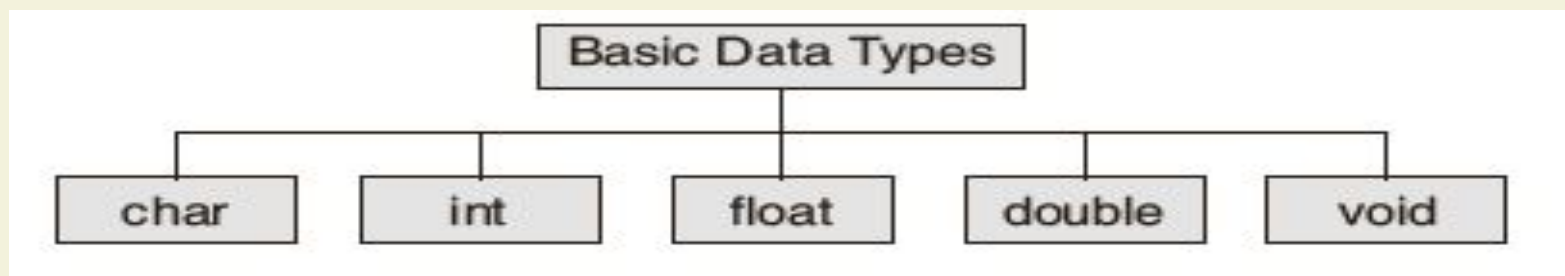 Basic Data Types
char int float double void